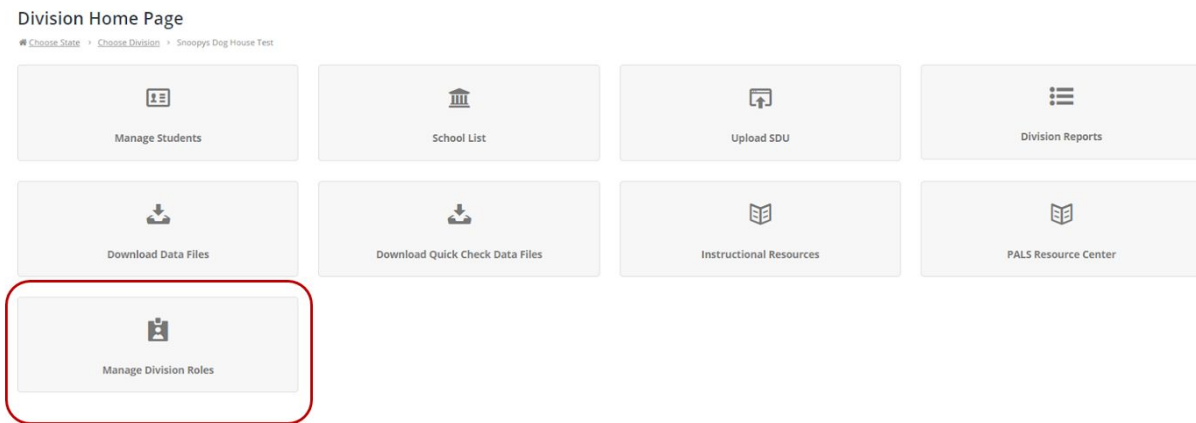 Division Home Page
Choose State › Choose Division › Snoopys Dog House Test
Manage Students
School List
Upload SDU
Division Reports
Download Data Files
Download Quick Check Data Files
Instructional Resources
PALS Resource Center
Manage Division Roles